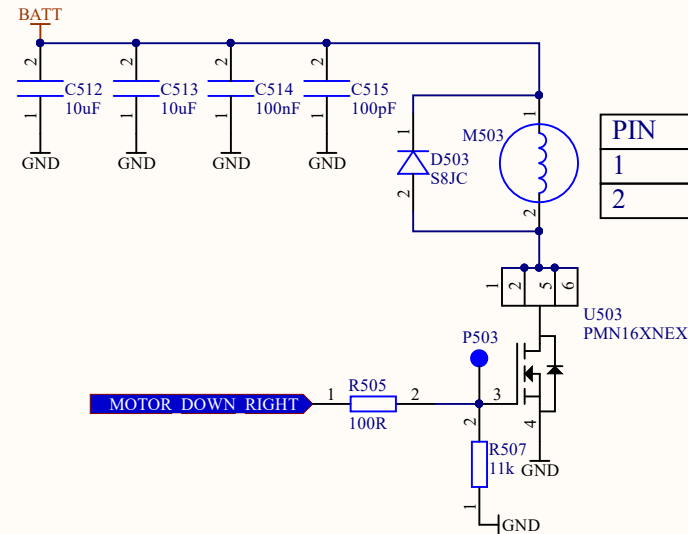 BATT
2
C512
10uF
1
GND
2
C513
10uF
1
GND
2
C514
100nF
1
GND
2
C515
100pF
1
GND
1
D503
S8JC
2
1
M503
2
PIN
1
2
1
2
5
6
U503
PMN16XNEX
P503
MOTOR_DOWN_RIGHT
1
R505
100R
2
3
4
GND
2
R507
11k
1
GND